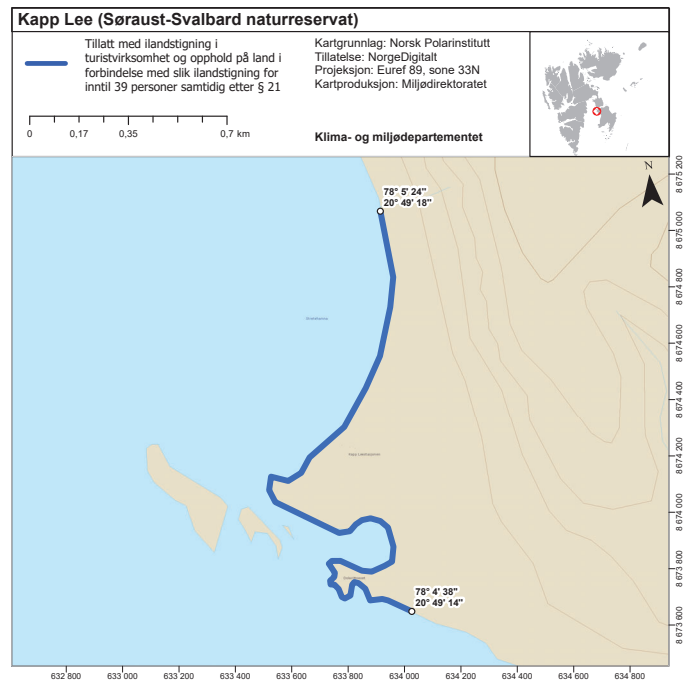 Kapp Lee (Søraust-Svalbard naturreservat)
Tillatt med ilandstigning i
turistvirksomhet og opphold på land i
forbindelse med slik ilandstigning for
inntil 39 personer samtidig etter § 21
Kartgrunnlag: Norsk Polarinstitutt
Tillatelse: NorgeDigitalt
Projeksjon: Euref 89, sone 33N
Kartproduksjon: Miljødirektoratet
0 0,17 0,35 0,7 km
Klima- og miljødepartementet
N
78° 5' 24"
20° 49' 18"
78° 4' 38"
20° 49' 14"
8 675 200
8 675 000
8 674 800
8 674 600
8 674 400
8 674 200
8 674 000
8 673 800
8 673 600
632 800 633 000 633 200 633 400 633 600 633 800 634 000 634 200 634 400 634 600 634 800